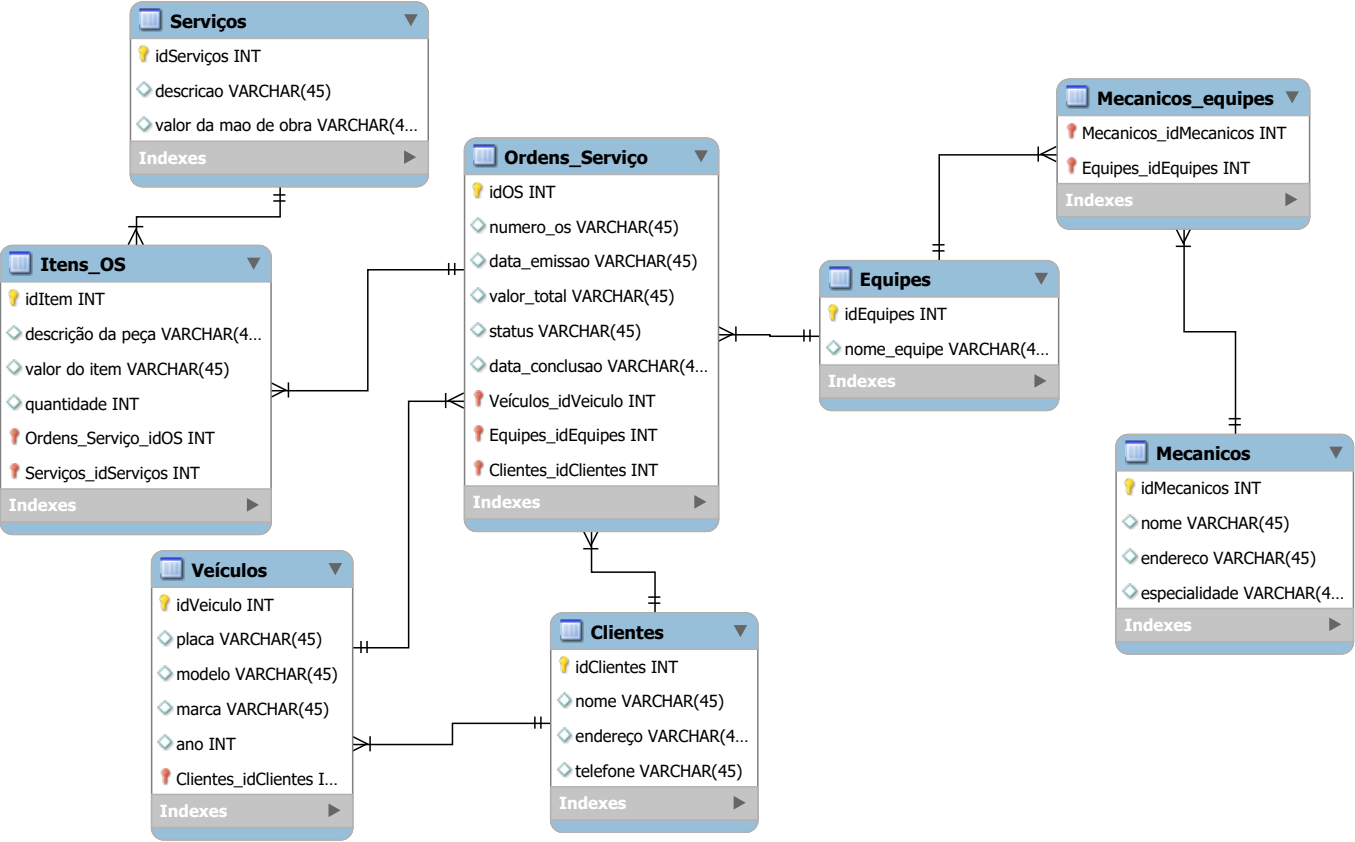 Serviços
idServiços INT
descricao VARCHAR(45)
valor da mao de obra VARCHAR(4...
Indexes
Itens_OS
idItem INT
descrição da peça VARCHAR(4...
valor do item VARCHAR(45)
quantidade INT
Ordens_Serviço_idOS INT
Serviços_idServiços INT
Indexes
Ordens_Serviço
idOS INT
numero_os VARCHAR(45)
data_emissao VARCHAR(45)
valor_total VARCHAR(45)
status VARCHAR(45)
data_conclusao VARCHAR(4...
Veículos_idVeiculo INT
Equipes_idEquipes INT
Clientes_idClientes INT
Indexes
Equipes
idEquipes INT
nome_equipe VARCHAR(4...
Indexes
Mecanicos_equipes
Mecanicos_idMecanicos INT
Equipes_idEquipes INT
Indexes
Mecanicos
idMecanicos INT
nome VARCHAR(45)
endereco VARCHAR(45)
especialidade VARCHAR(4...
Indexes
Veículos
idVeiculo INT
placa VARCHAR(45)
modelo VARCHAR(45)
marca VARCHAR(45)
ano INT
Clientes_idClientes I...
Indexes
Clientes
idClientes INT
nome VARCHAR(45)
endereço VARCHAR(4...
telefone VARCHAR(45)
Indexes